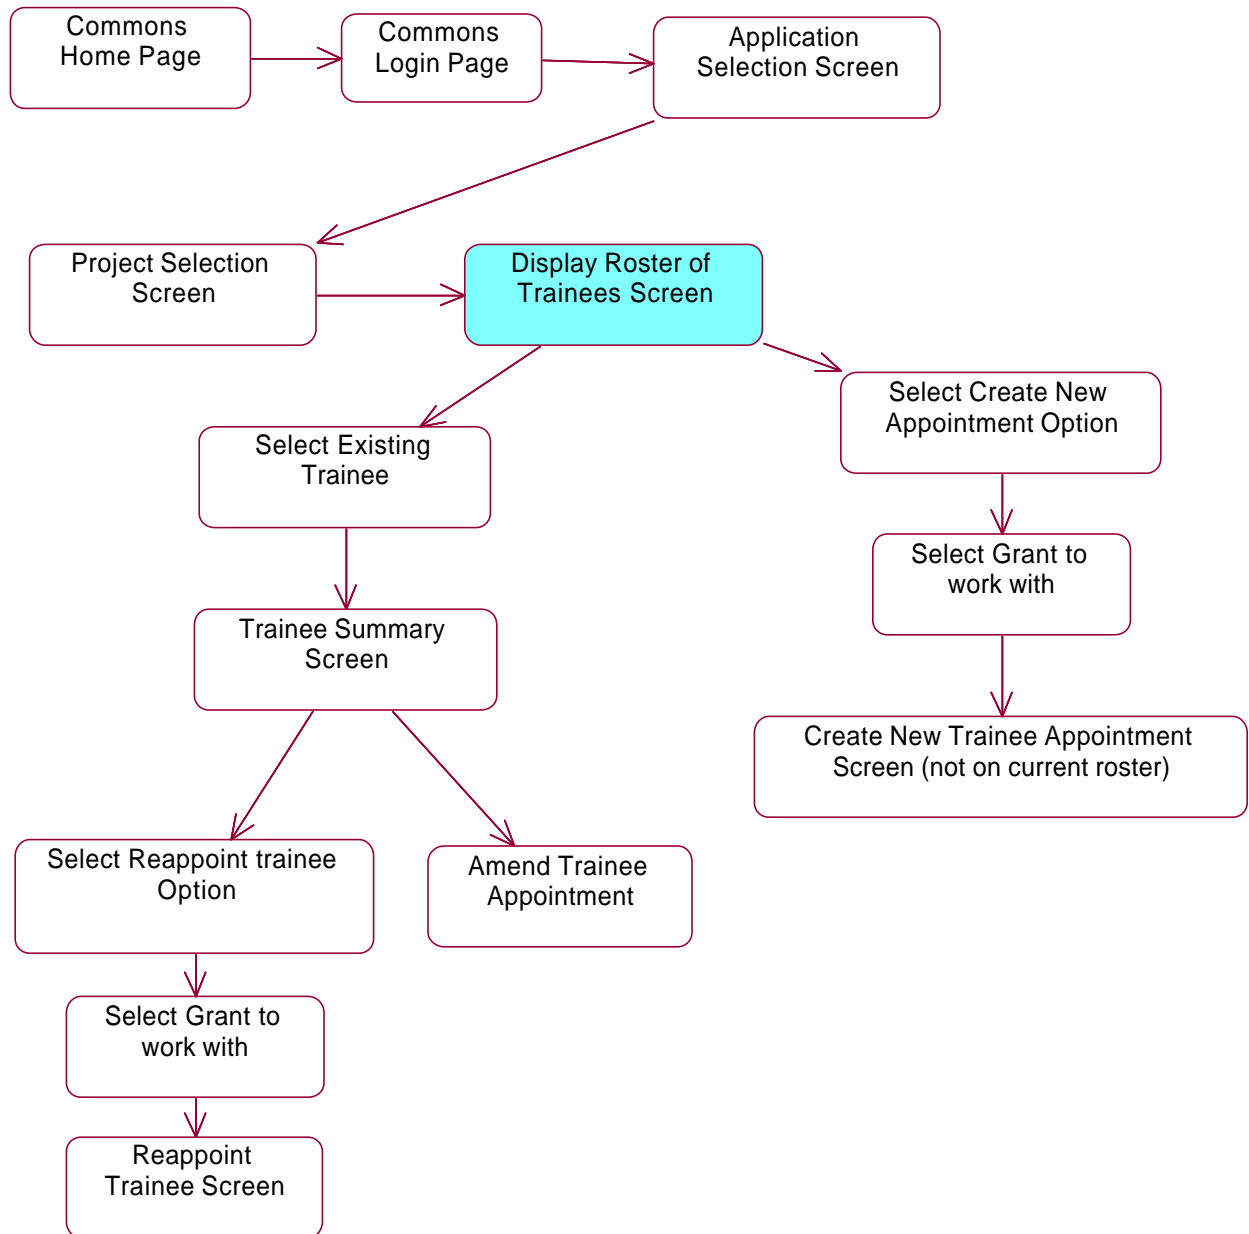 Commons
Home Page
Commons
Login Page
Application
Selection Screen
Project Selection
Screen
Display Roster of
Trainees Screen
Select Create New
Appointment Option
Select Existing
Trainee
Select Grant to
work with
Trainee Summary
Screen
Create New Trainee Appointment
Screen (not on current roster)
Select Reappoint trainee
Option
Amend Trainee
Appointment
Select Grant to
work with
Reappoint
Trainee Screen